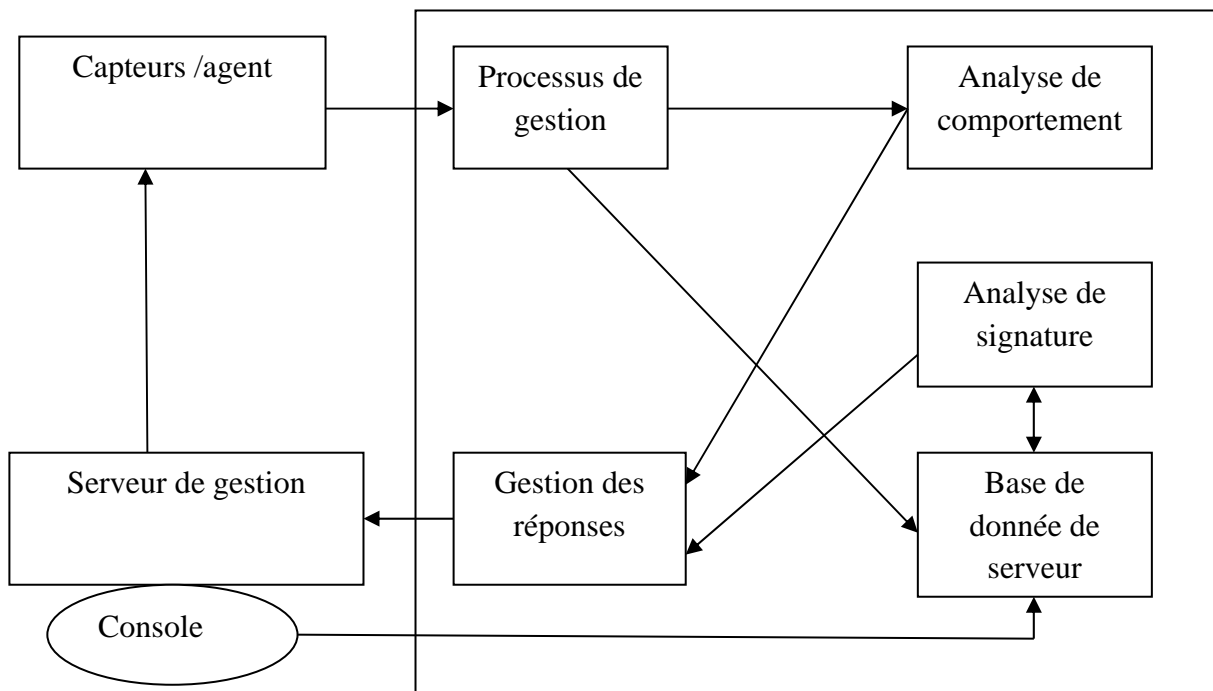 Capteurs /agent
Processus de
gestion
Analyse de
comportement
Analyse de
signature
Serveur de gestion
Gestion des
réponses
Base de
donnée de
serveur
Console